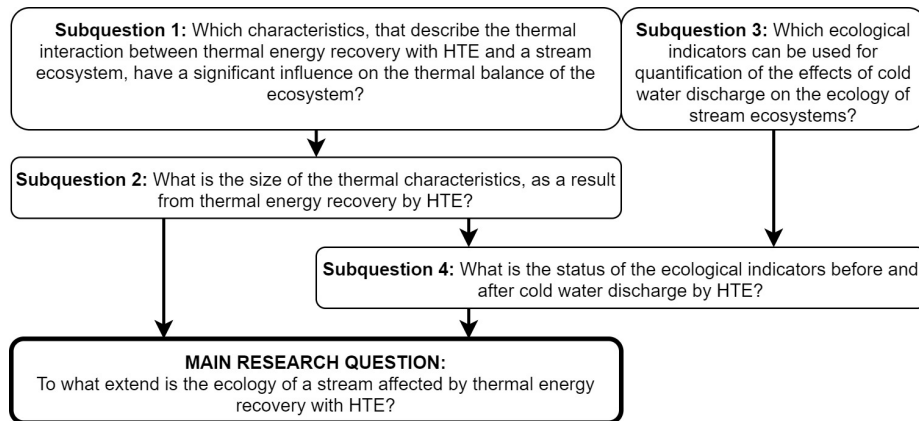 Subquestion 1: Which characteristics, that describe the thermal
interaction between thermal energy recovery with HTE and a stream
ecosystem, have a significant influence on the thermal balance of the
ecosystem?
Subquestion 3: Which ecological
indicators can be used for
quantification of the effects of cold
water discharge on the ecology of
stream ecosystems?
Subquestion 2: What is the size of the thermal characteristics, as a result
from thermal energy recovery by HTE?
Subquestion 4: What is the status of the ecological indicators before and
after cold water discharge by HTE?
MAIN RESEARCH QUESTION:
To what extend is the ecology of a stream affected by thermal energy
recovery with HTE?